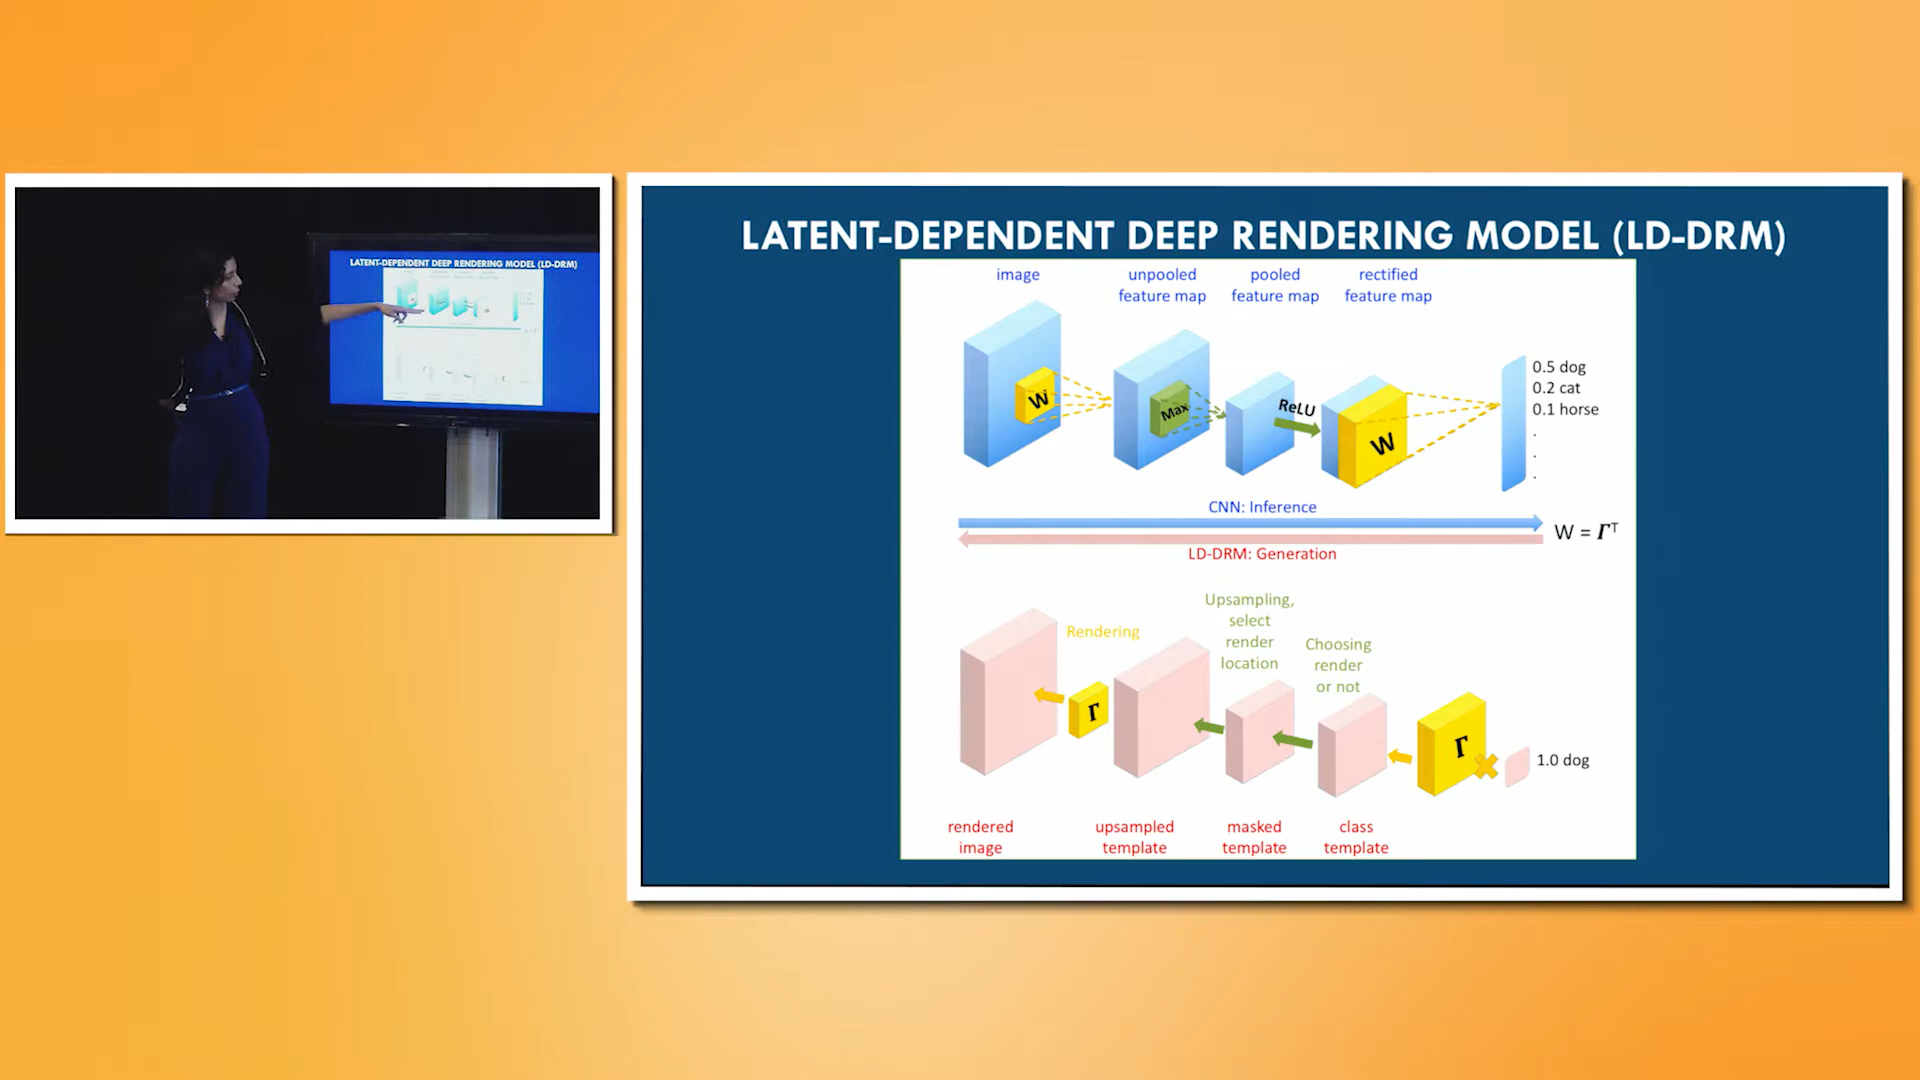 LATENT-DEPENDENT DEEP RENDERING MODEL (LD-DRM)
LATENT-DEPENDENT DEEP RENDERING MODEL (LD-DRM)
image
unpooled
feature map
pooled
feature map
rectified
feature map
W
Max
ReLU
W
0.5 dog
0.2 cat
0.1 horse
.
.
.
CNN: Inference
W = Γᵀ
LD-DRM: Generation
Rendering
Upsampling,
select
render
location
Choosing
render
or not
Γ
Γ
1.0 dog
rendered
image
upsampled
template
masked
template
class
template